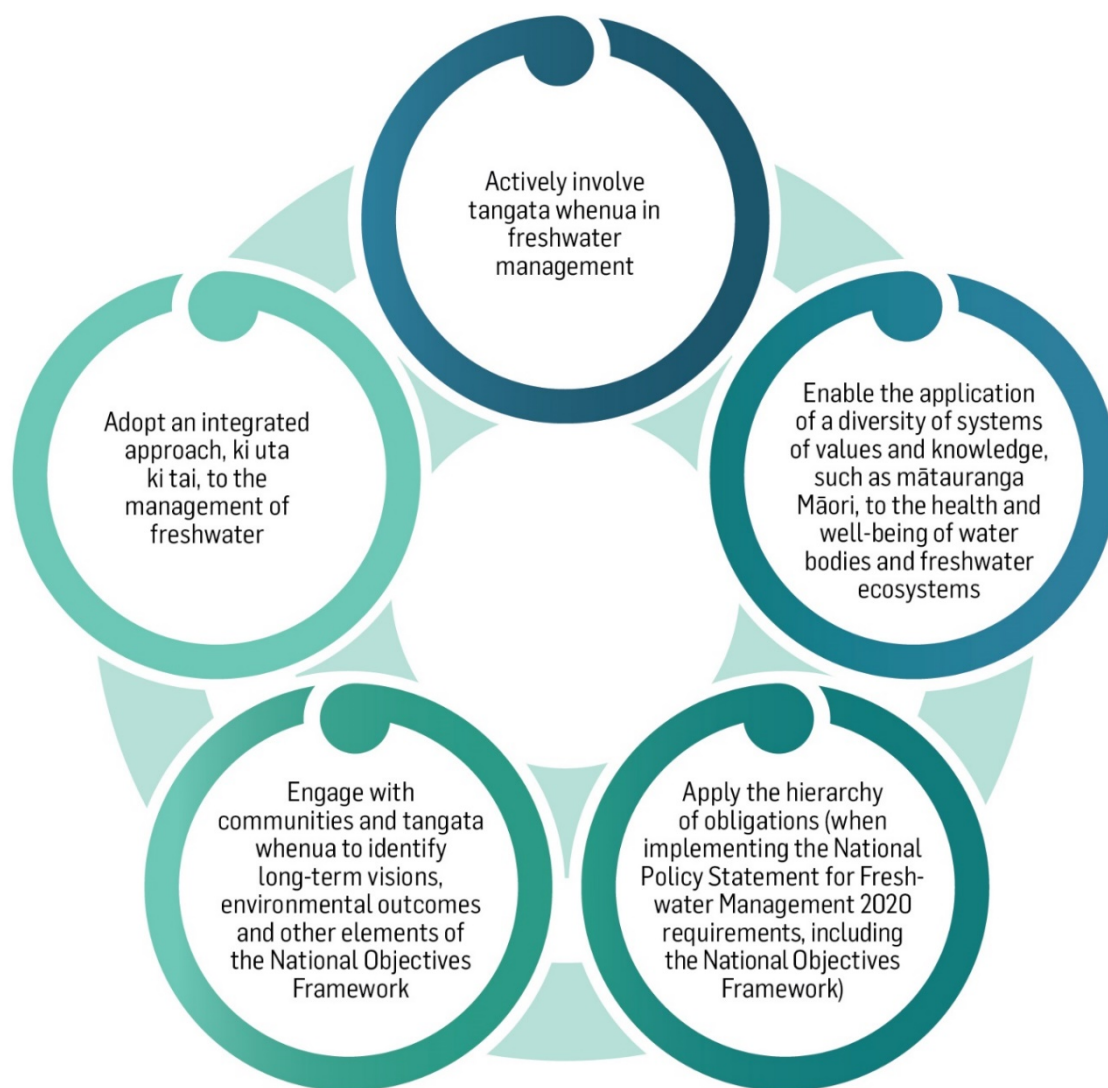 Actively involve
tangata whenua in
freshwater
management
Enable the application
of a diversity of systems
of values and knowledge,
such as mātauranga
Māori, to the health and
well-being of water
bodies and freshwater
ecosystems
Apply the hierarchy
of obligations (when
implementing the National
Policy Statement for Fresh-
water Management 2020
requirements, including
the National Objectives
Framework)
Engage with
communities and tangata
whenua to identify
long-term visions,
environmental outcomes
and other elements of
the National Objectives
Framework
Adopt an integrated
approach, ki uta
ki tai, to the
management of
freshwater